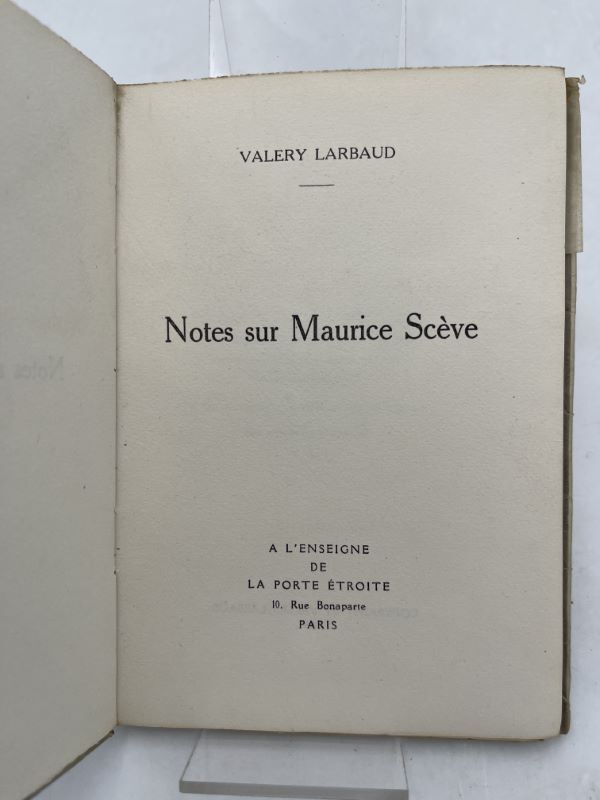 VALERY LARBAUD
Notes sur Maurice Scève
A L'ENSEIGNE
DE
LA PORTE ÉTROITE
10, Rue Bonaparte
PARIS